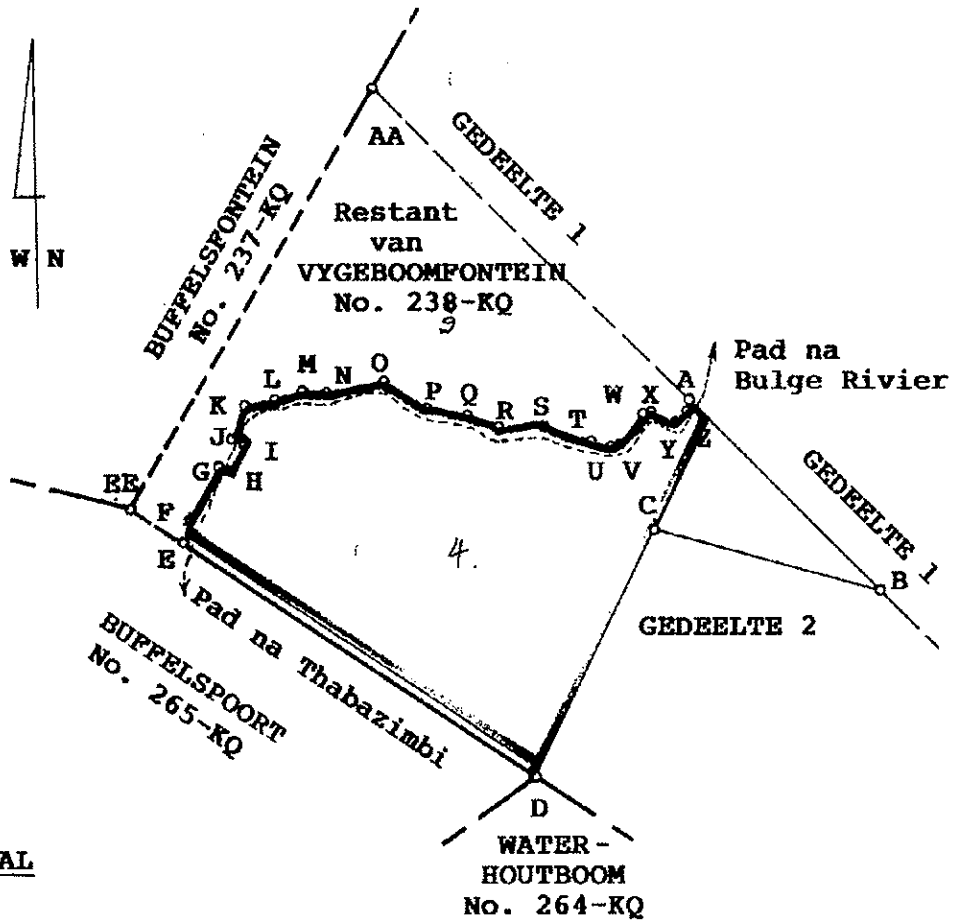 AA
GEDEELTE 1
BUFFELSFONTEIN
No. 237-KQ
W N
Restant
van
VYGEBOOMFONTEIN
No. 238-KQ
9
Pad na
Bulge Rivier
A
Z
Y
X
W
V
U
T
S
R
Q
P
O
N
M
L
K
J
I
H
G
F
E
EE
C
B
GEDEELTE 1
4.
GEDEELTE 2
Pad na Thabazimbi
BUFFELSPOORT
No. 265-KQ
D
WATER-
HOUTBOOM
No. 264-KQ
AL